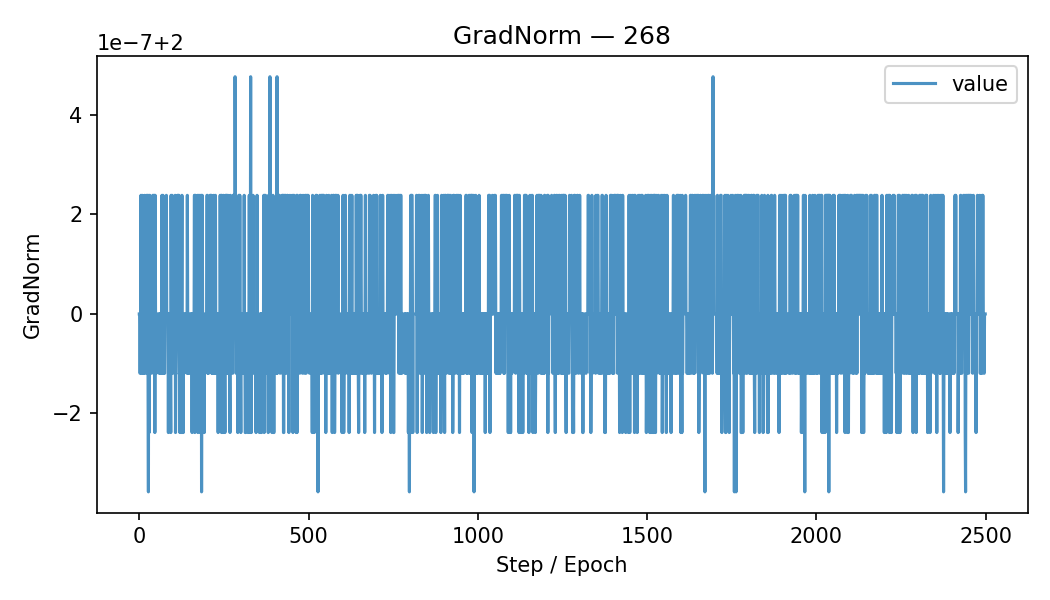 GradNorm — 268
1e−7+2
value
4
2
0
−2
GradNorm
0
500
1000
1500
2000
2500
Step / Epoch